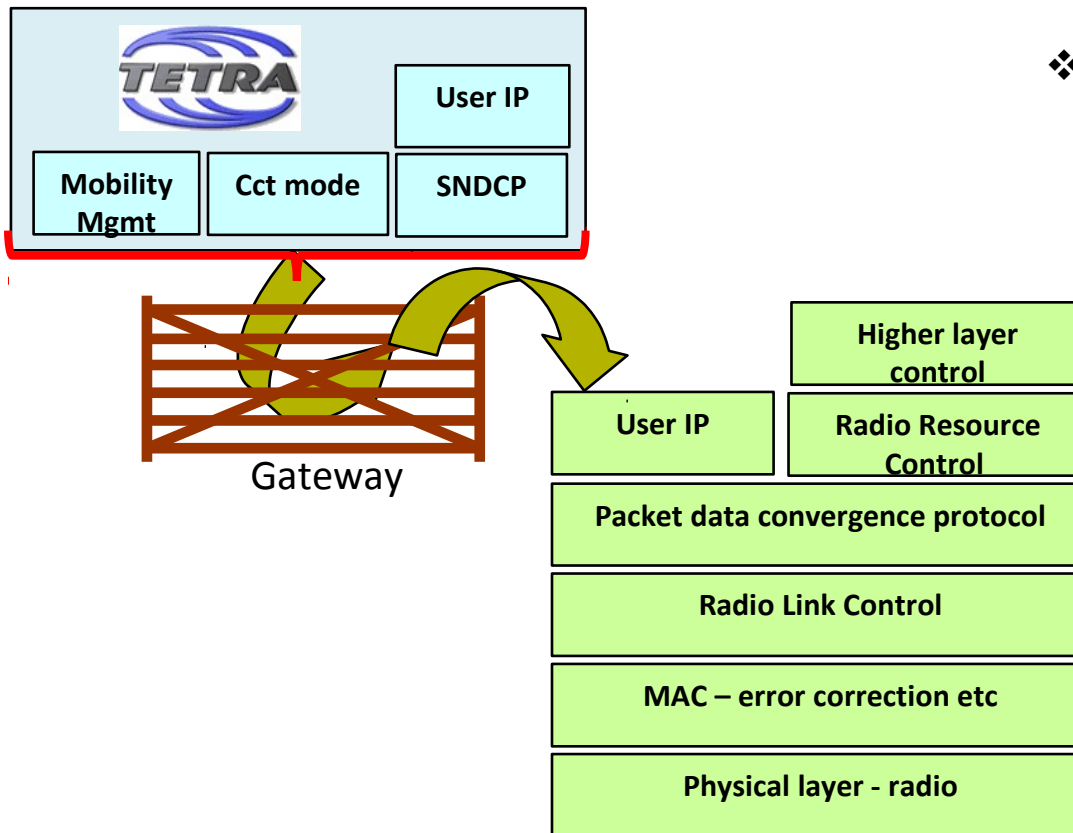 TETRA
User IP
Mobility
Mgmt
Cct mode
SNDCP
Gateway
Higher layer
control
User IP
Radio Resource
Control
Packet data convergence protocol
Radio Link Control
MAC – error correction etc
Physical layer - radio